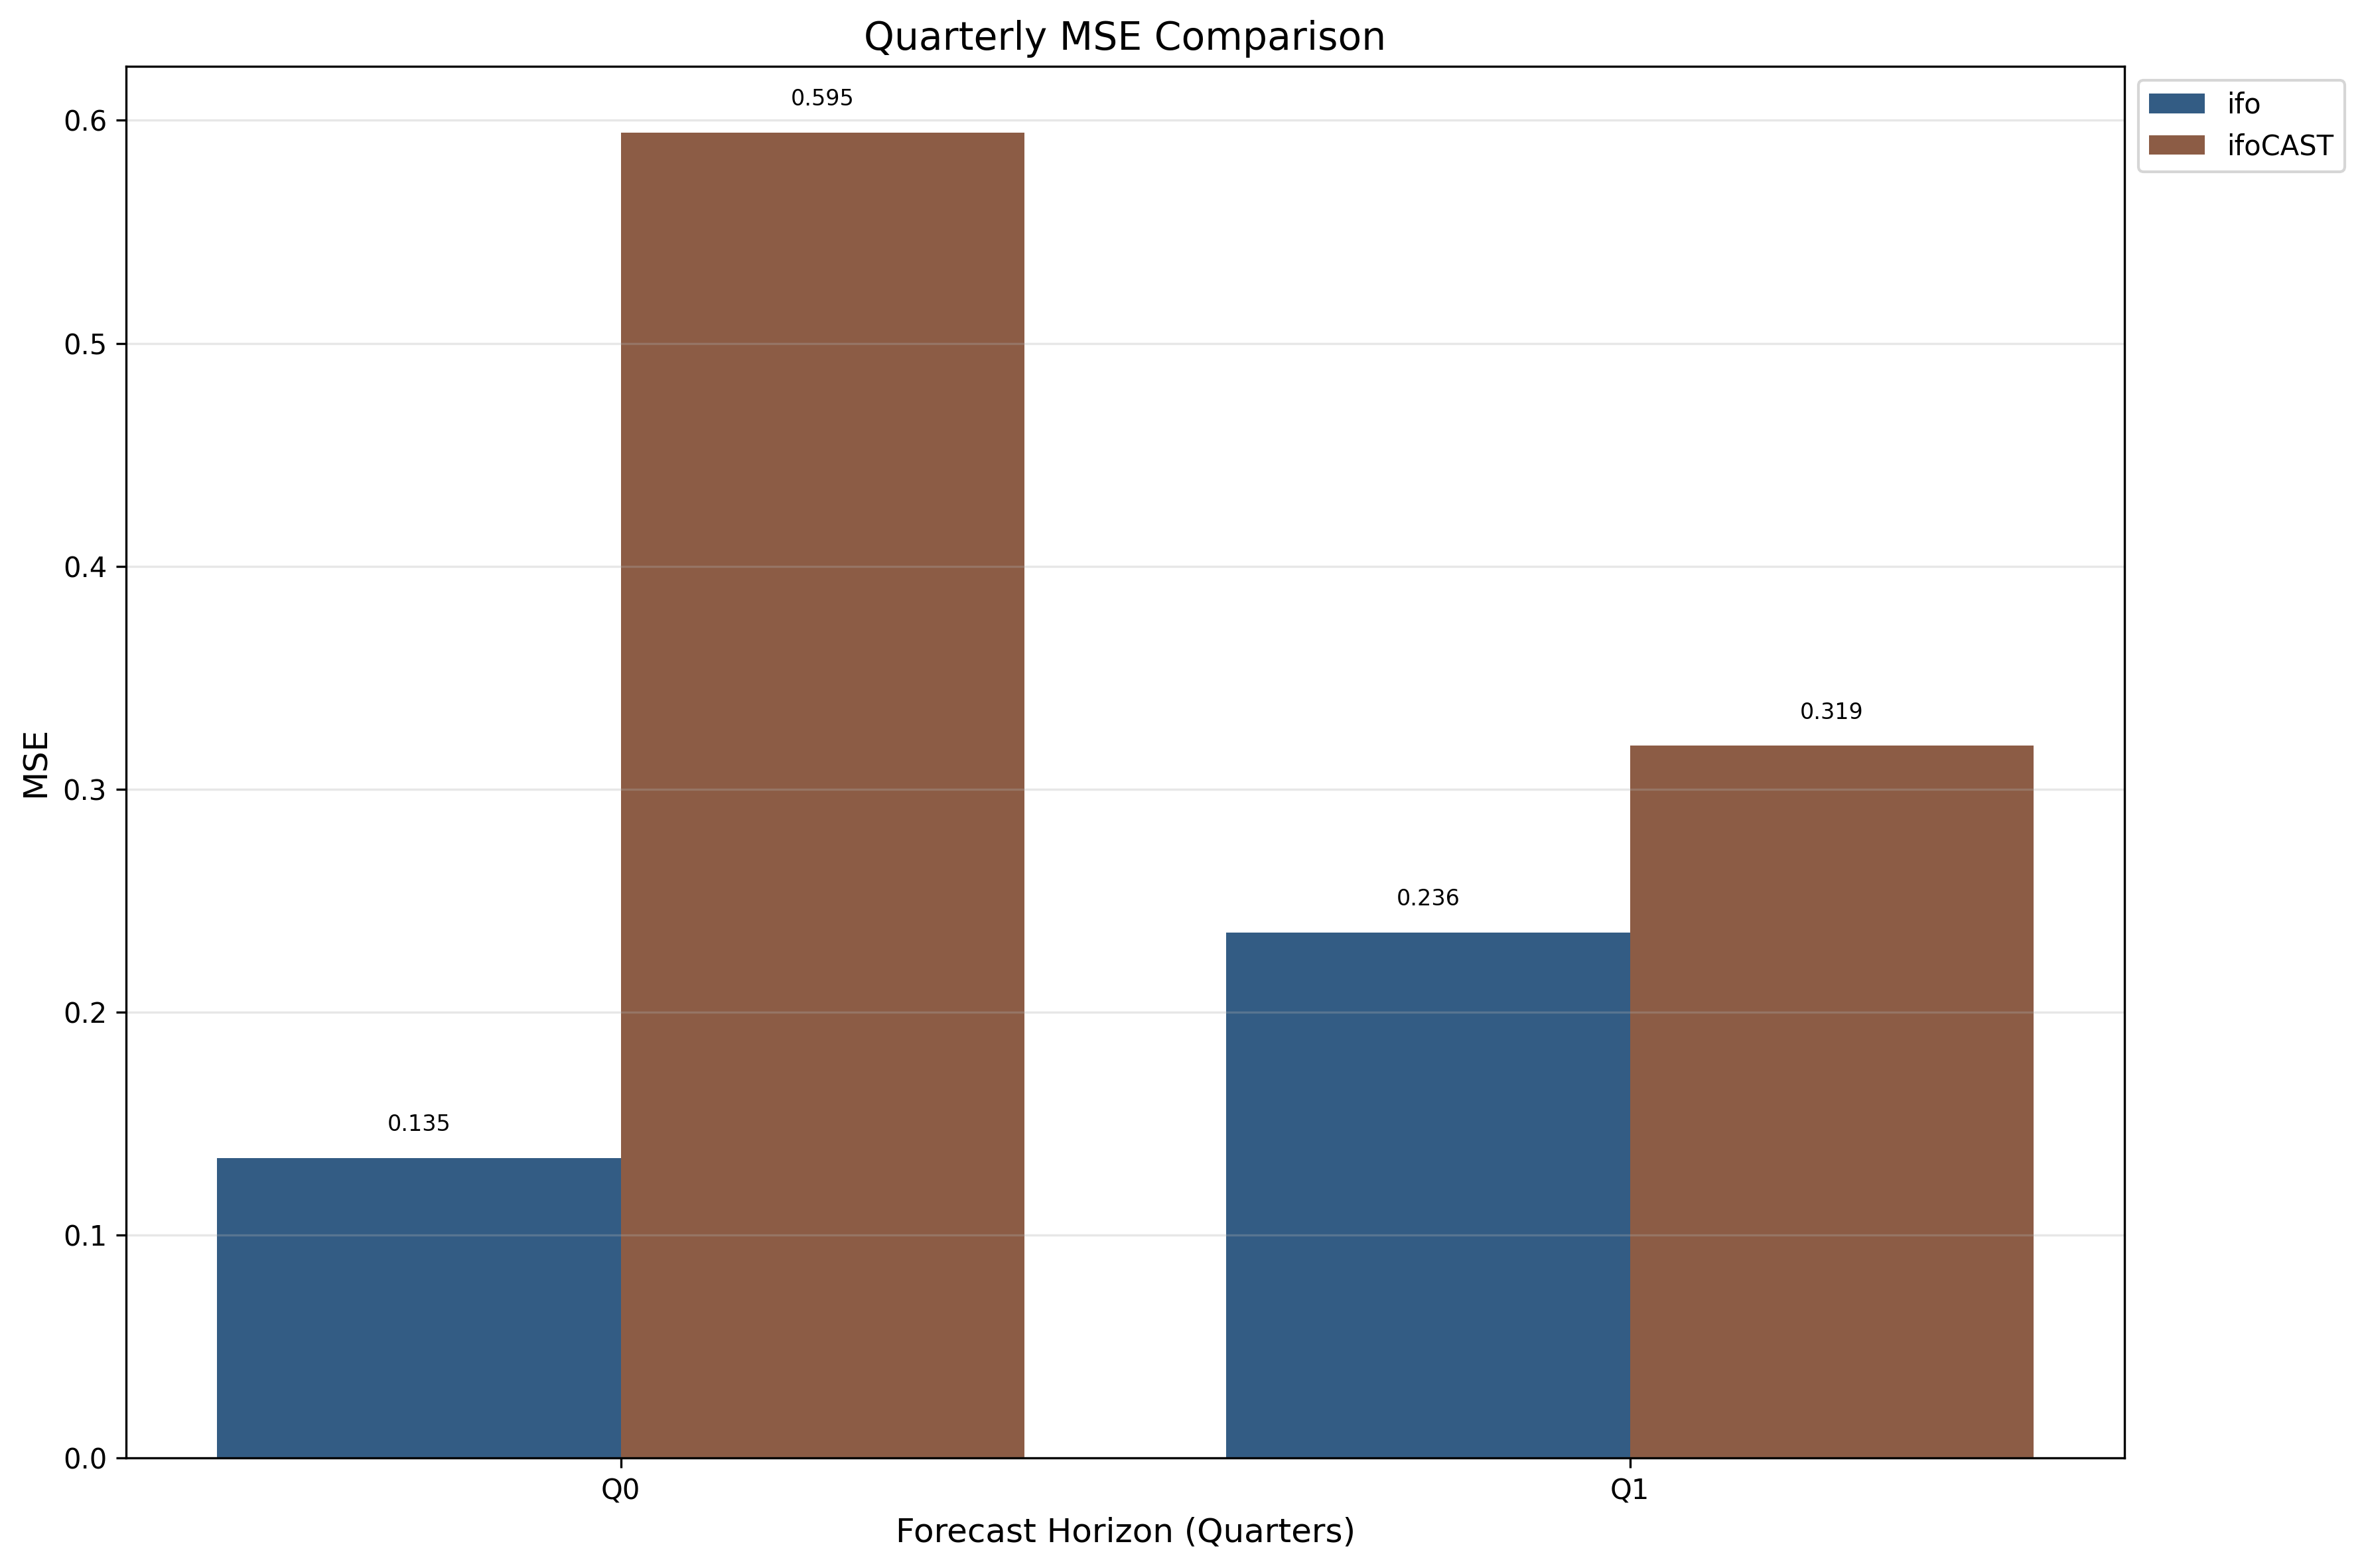 Quarterly MSE Comparison
ifo
ifoCAST
MSE
0.6
0.5
0.4
0.3
0.2
0.1
0.0
0.135
0.595
0.236
0.319
Q0
Q1
Forecast Horizon (Quarters)